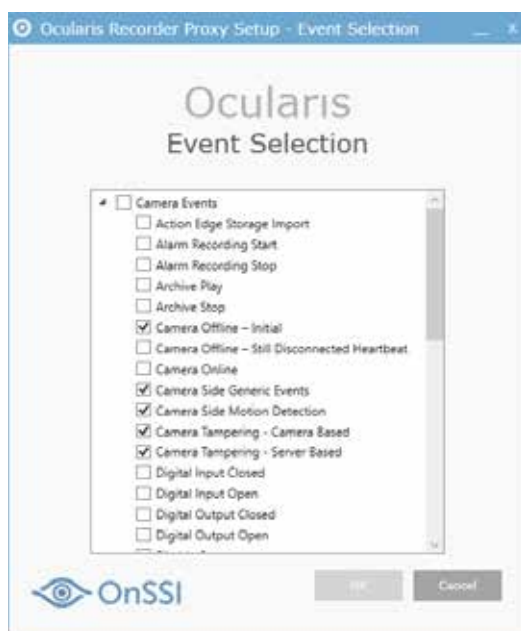 Ocularis Recorder Proxy Setup - Event Selection
Ocularis
Event Selection
Camera Events
Action Edge Storage Import
Alarm Recording Start
Alarm Recording Stop
Archive Play
Archive Stop
Camera Offline – Initial
Camera Offline – Still Disconnected Heartbeat
Camera Online
Camera Side Generic Events
Camera Side Motion Detection
Camera Tampering - Camera Based
Camera Tampering - Server Based
Digital Input Closed
Digital Input Open
Digital Output Closed
Digital Output Open
OnSSI
OK
Cancel